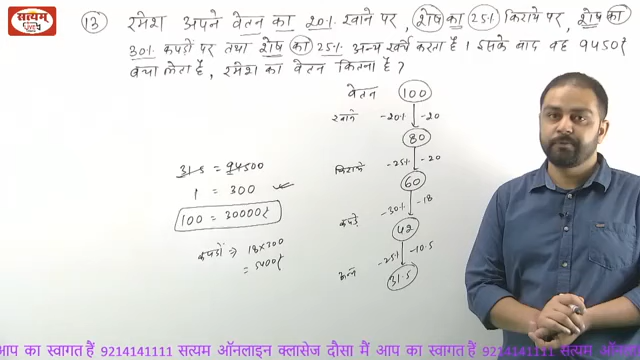 सत्यम
13) रमेश अपने वेतन का 20% खाने पर, शेष का 25% किराये पर, शेष का
30% कपडों पर तथा शेष का 25% अन्य खर्च करता है। इसके बाद वह 9450₹
बचा लेता है, रमेश का वेतन कितना है?
वेतन 100
खाने -20% -20
80
किराये -25% -20
60
कपड़े -30% -18
42
अन्य -25% -10.5
31.5
31.5 = 94500
1 = 300
100 = 30000₹
कपडों → 18×300
= 5400₹
आप का स्वागत हैं 9214141111 सत्यम ऑनलाइन क्लासेज दौसा मैं आप का स्वागत हैं 9214141111 सत्यम ऑनलाइन